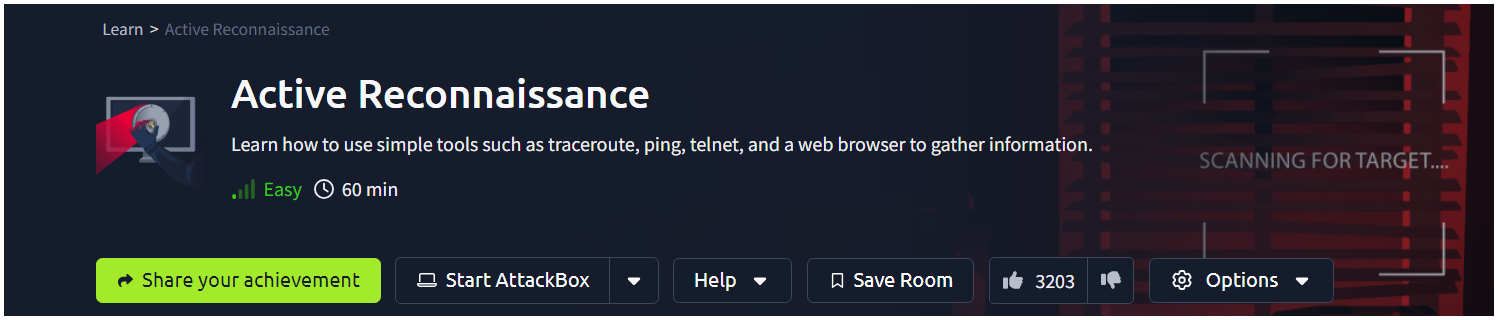 Learn > Active Reconnaissance
Active Reconnaissance
Learn how to use simple tools such as traceroute, ping, telnet, and a web browser to gather information.
Easy 60 min
SCANNING FOR TARGET....
Share your achievement Start AttackBox Help Save Room 3203 Options